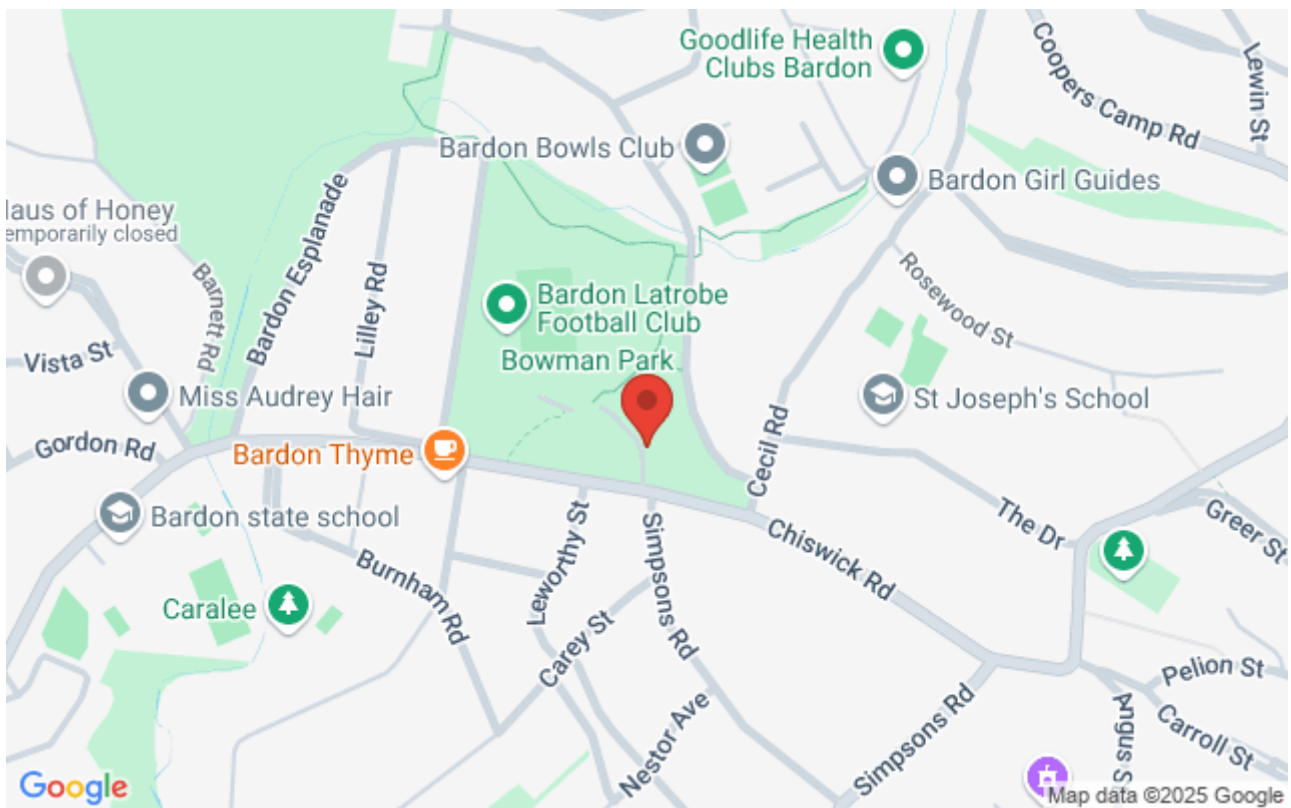 Goodlife Health
Clubs Bardon
Coopers Camp Rd
Lewin St
Bardon Bowls Club
Bardon Girl Guides
Haus of Honey
emporarily closed
Bardon Esplanade
Barnett Rd
Lilley Rd
Bardon Latrobe
Football Club
Bowman Park
Rosewood St
Vista St
Miss Audrey Hair
St Joseph's School
Gordon Rd
Bardon Thyme
Cecil Rd
Bardon state school
Simpsons Rd
Chiswick Rd
The Dr
Greer St
Burnham Rd
Leworthy St
Caralee
Carey St
Pelion St
Nestor Ave
Simpsons Rd
Angus S
Carroll St
Google
Map data ©2025 Google